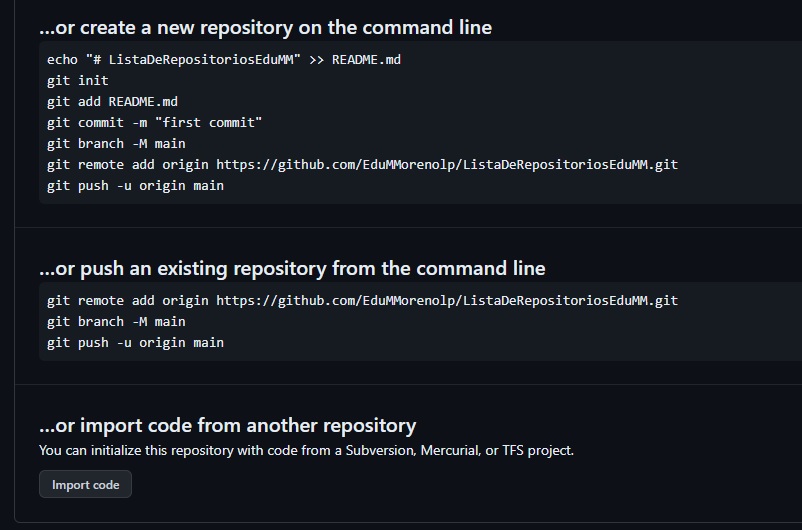 ...or create a new repository on the command line
echo "# ListaDeRepositoriosEduMM" >> README.md
git init
git add README.md
git commit -m "first commit"
git branch -M main
git remote add origin https://github.com/EduMMorenolp/ListaDeRepositoriosEduMM.git
git push -u origin main
...or push an existing repository from the command line
git remote add origin https://github.com/EduMMorenolp/ListaDeRepositoriosEduMM.git
git branch -M main
git push -u origin main
...or import code from another repository
You can initialize this repository with code from a Subversion, Mercurial, or TFS project.
Import code